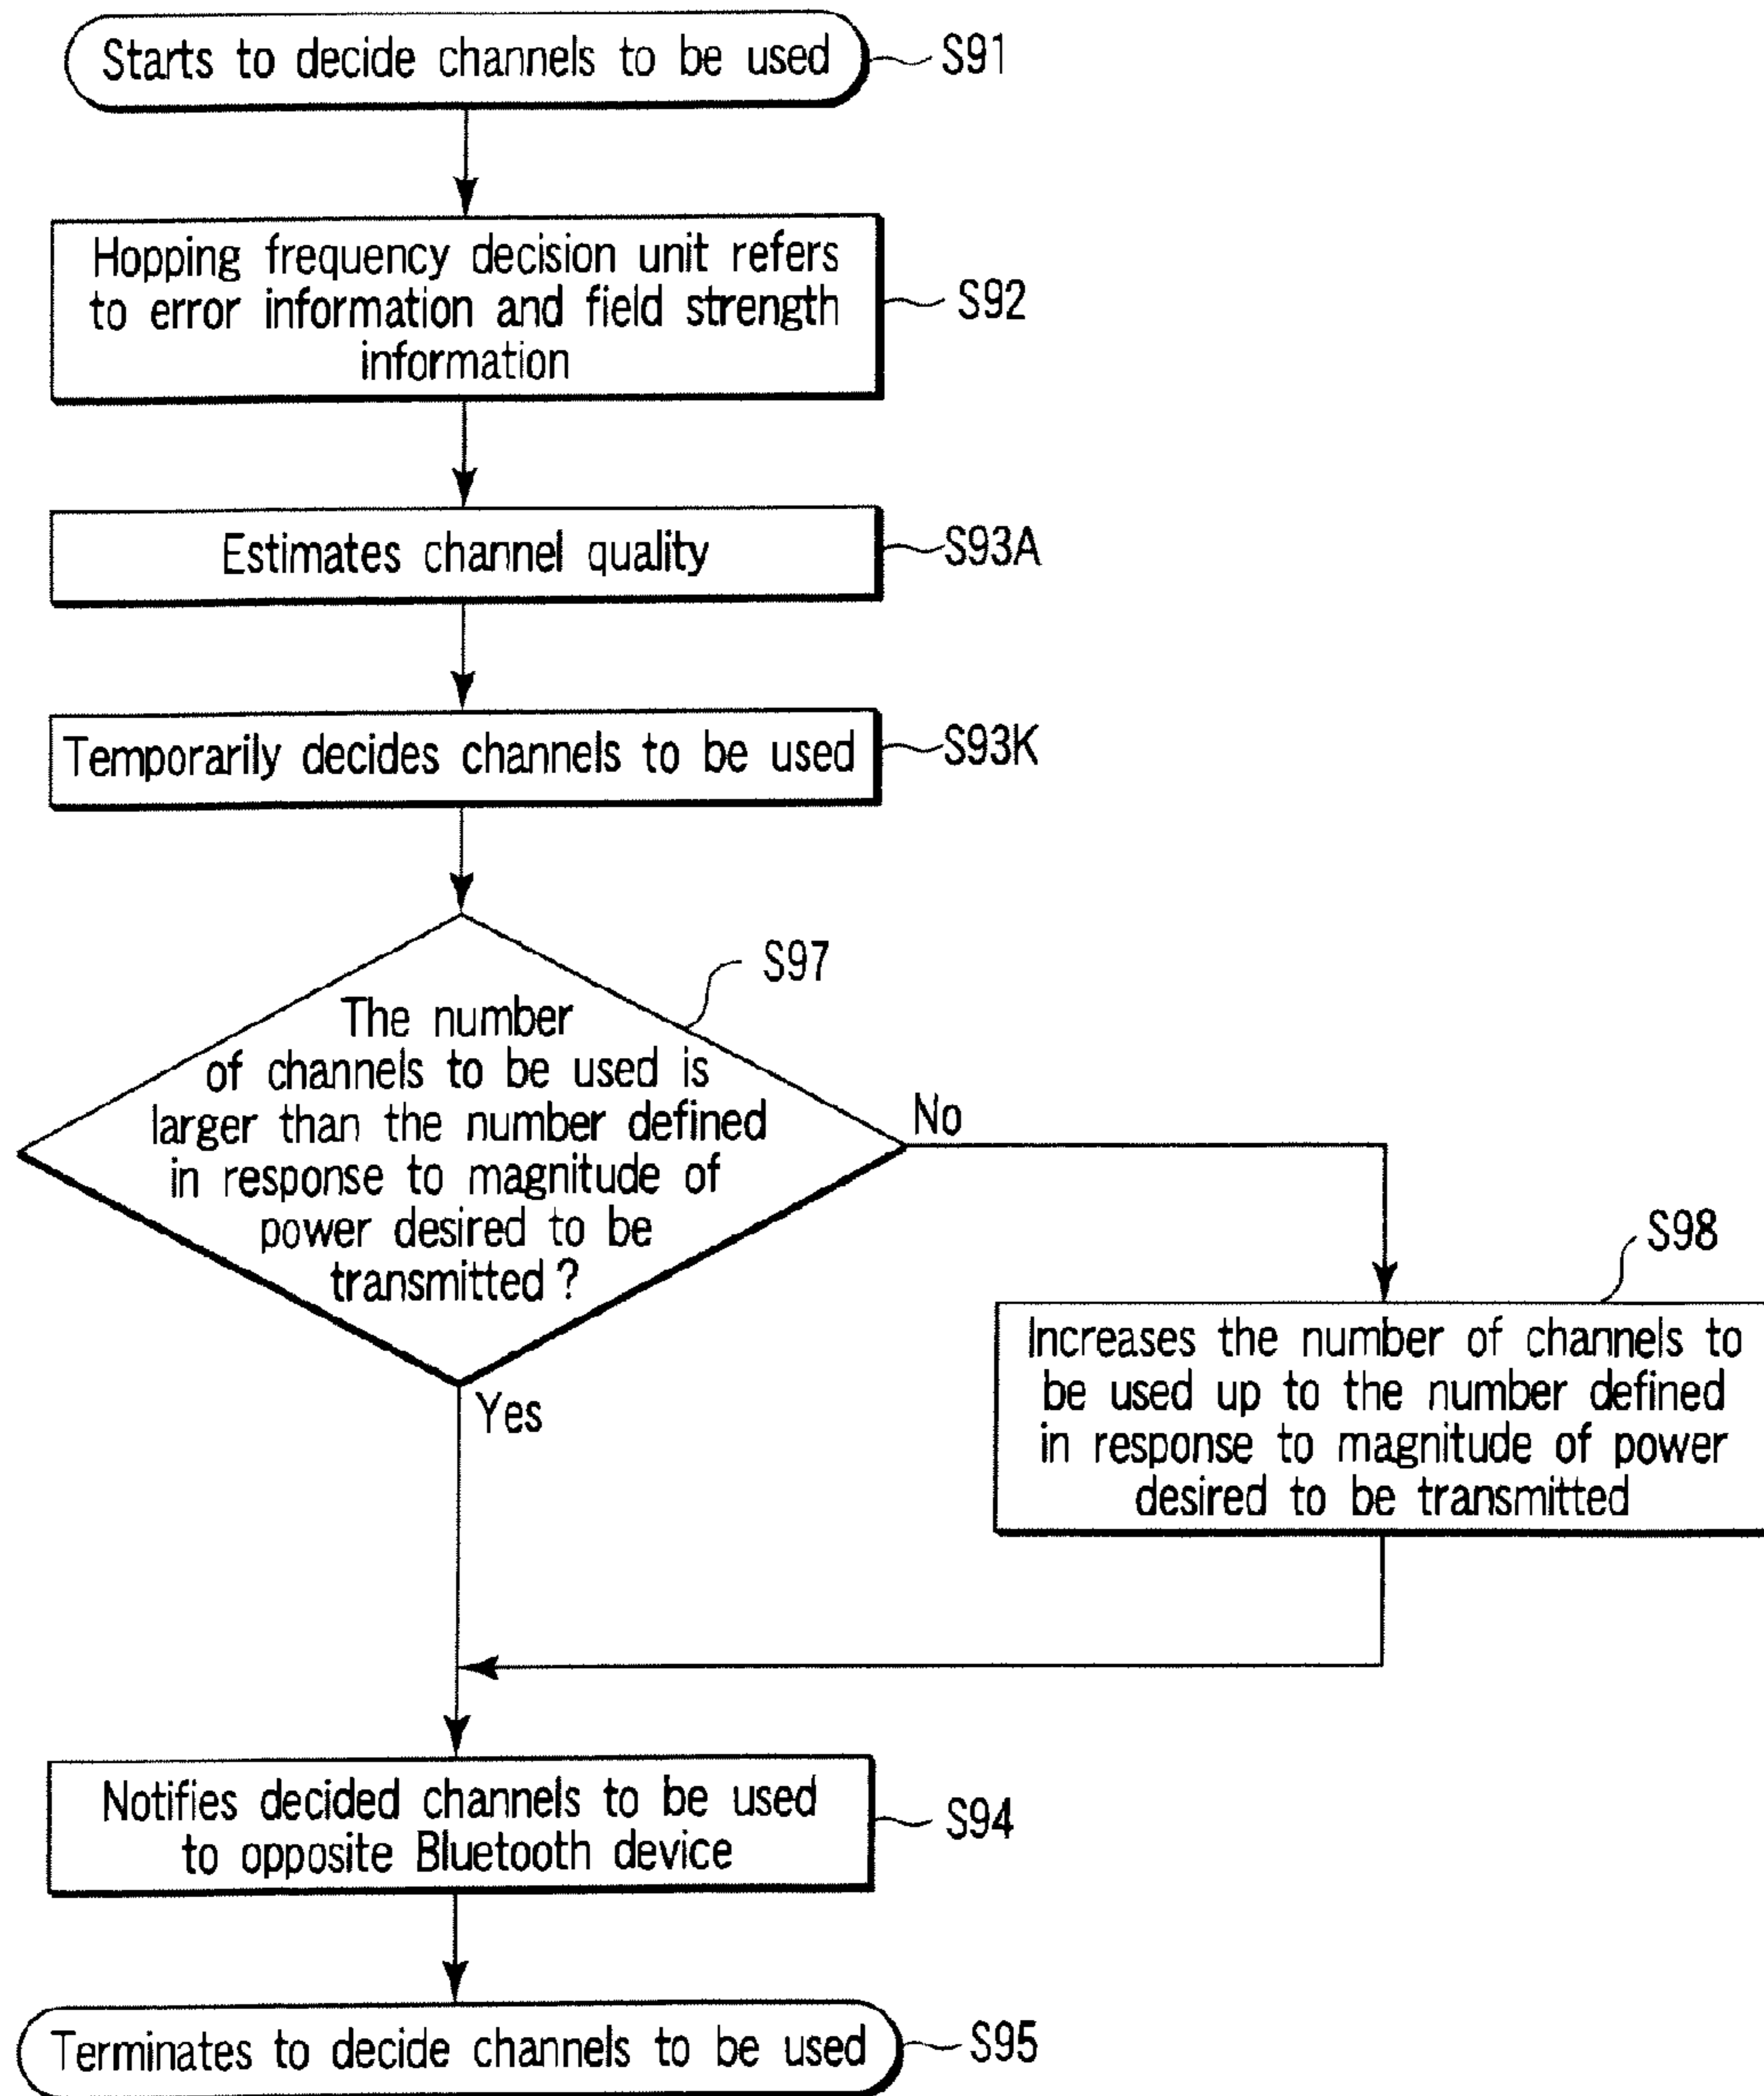 Starts to decide channels to be used
S91
Hopping frequency decision unit refers
to error information and field strength
information
S92
Estimates channel quality
S93A
Temporarily decides channels to be used
S93K
S97
The number
of channels to be used is
larger than the number defined
in response to magnitude of
power desired to be
transmitted?
No
Yes
S98
Increases the number of channels to
be used up to the number defined
in response to magnitude of power
desired to be transmitted
Notifies decided channels to be used
to opposite Bluetooth device
S94
Terminates to decide channels to be used
S95